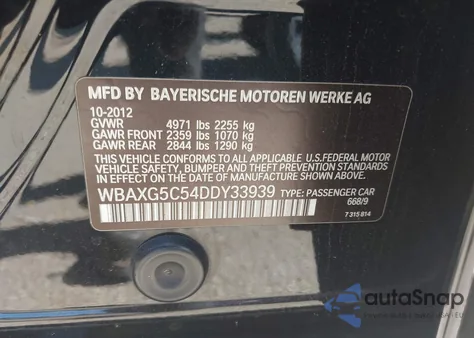 MFD BY BAYERISCHE MOTOREN WERKE AG
10-2012
GVWR 4971 lbs 2255 kg
GAWR FRONT 2359 lbs 1070 kg
GAWR REAR 2844 lbs 1290 kg
THIS VEHICLE CONFORMS TO ALL APPLICABLE U.S.FEDERAL MOTOR
VEHICLE SAFETY, BUMPER AND THEFT PREVENTION STANDARDS
IN EFFECT ON THE DATE OF MANUFACTURE SHOWN ABOVE.
WBAXG5C54DDY33939 TYPE: PASSENGER CAR
668/9
7 315 814
autoSnap